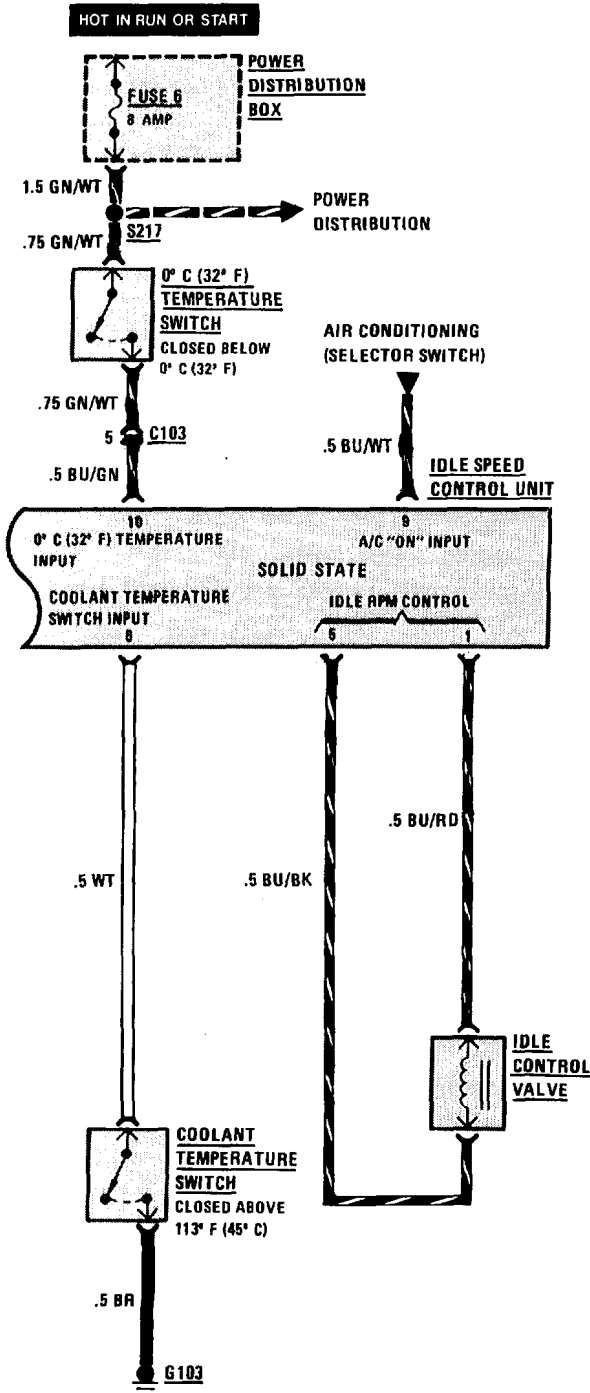 HOT IN RUN OR START
POWER
DISTRIBUTION
BOX
FUSE 6
8 AMP
1.5 GN/WT
POWER
DISTRIBUTION
S217
.75 GN/WT
0° C (32° F)
TEMPERATURE
SWITCH
CLOSED BELOW
0° C (32° F)
AIR CONDITIONING
(SELECTOR SWITCH)
.75 GN/WT
5 C103
.5 BU/GN
.5 BU/WT
IDLE SPEED
CONTROL UNIT
10
9
0° C (32° F) TEMPERATURE
INPUT
A/C "ON" INPUT
SOLID STATE
COOLANT TEMPERATURE
SWITCH INPUT
IDLE RPM CONTROL
1
.5 BU/RD
.5 WT
.5 BU/BK
IDLE
CONTROL
VALVE
COOLANT
TEMPERATURE
SWITCH
CLOSED ABOVE
113° F (45° C)
.5 BR
G103